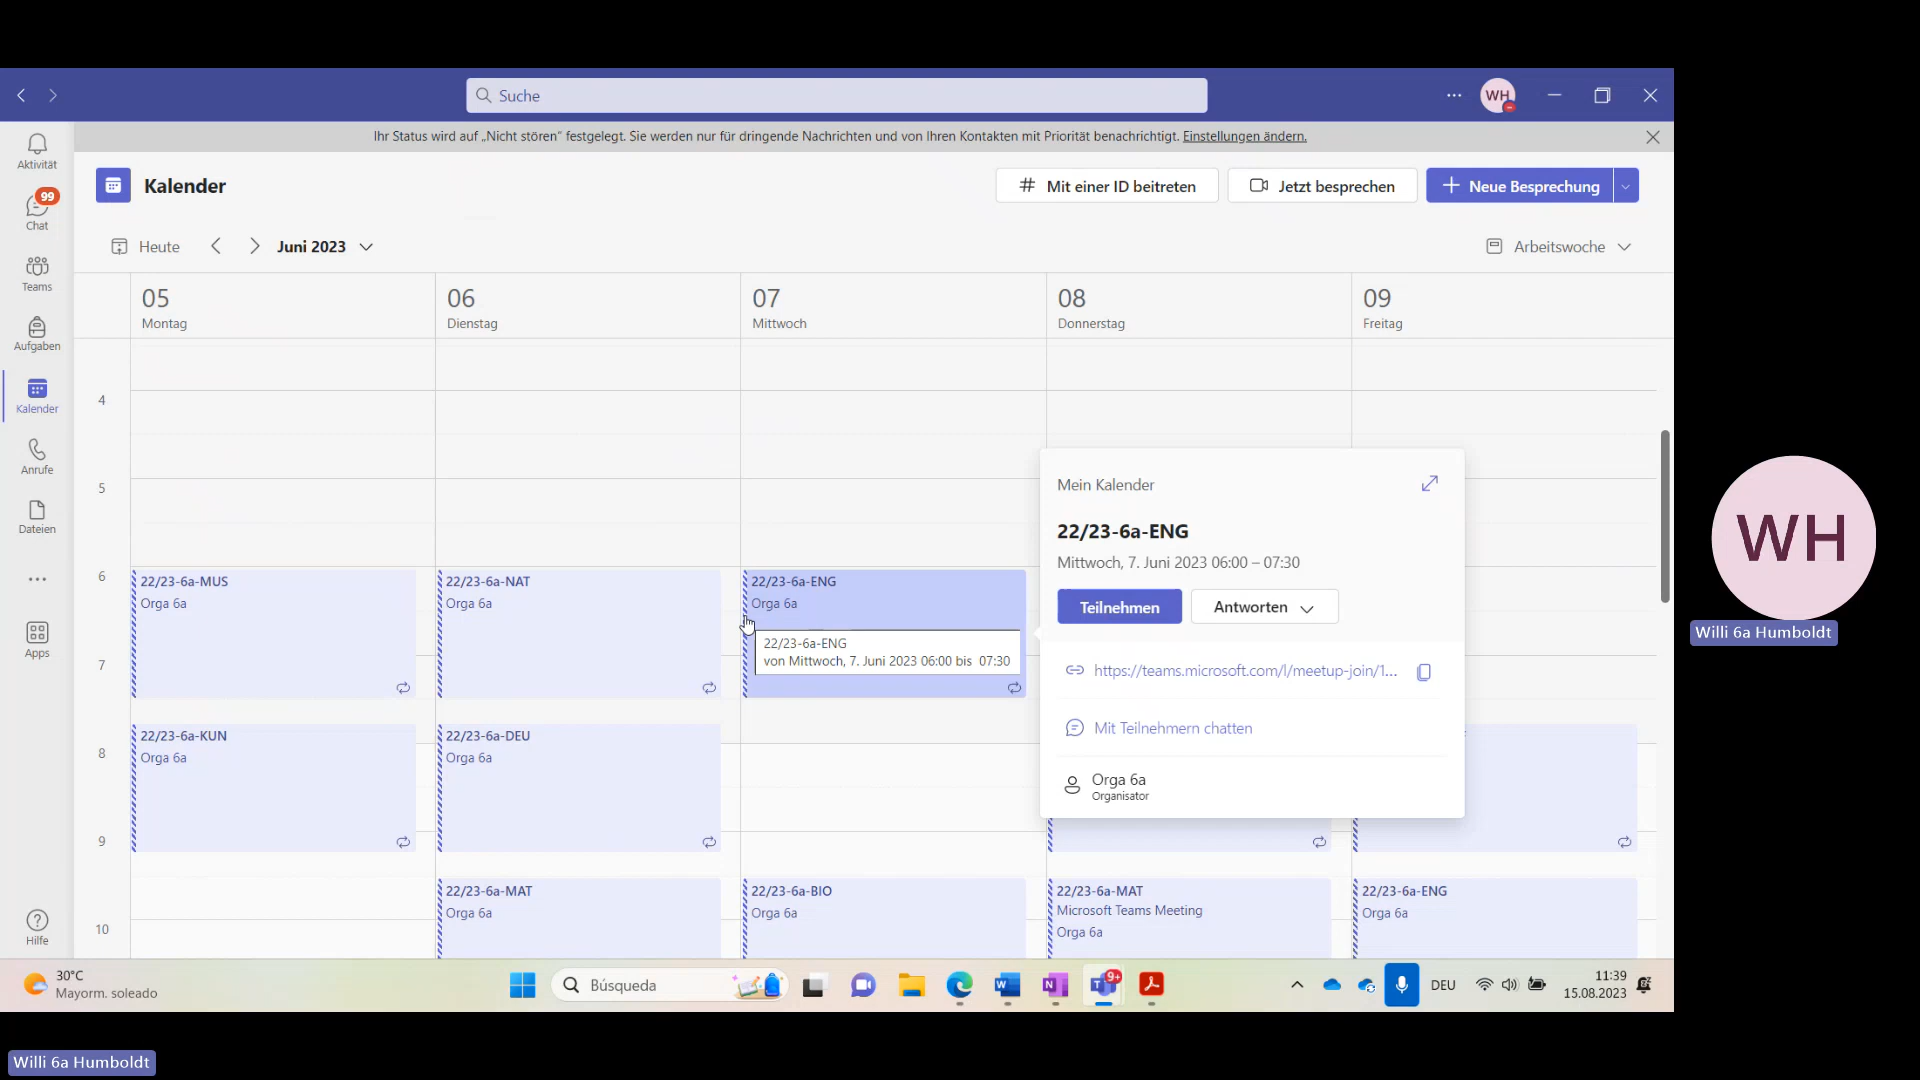 Suche
WH
Ihr Status wird auf „Nicht stören“ festgelegt. Sie werden nur für dringende Nachrichten und von Ihren Kontakten mit Priorität benachrichtigt. Einstellungen ändern.
Aktivität
99
Chat
Teams
Aufgaben
Kalender
Anrufe
Dateien
Apps
Hilfe
Kalender
Mit einer ID beitreten
Jetzt besprechen
Neue Besprechung
Heute
Juni 2023
Arbeitswoche
05
Montag
06
Dienstag
07
Mittwoch
08
Donnerstag
09
Freitag
4
5
6
7
8
9
10
22/23-6a-MUS
Orga 6a
22/23-6a-NAT
Orga 6a
22/23-6a-ENG
Orga 6a
22/23-6a-ENG
von Mittwoch, 7. Juni 2023 06:00 bis 07:30
22/23-6a-KUN
Orga 6a
22/23-6a-DEU
Orga 6a
22/23-6a-MAT
Orga 6a
22/23-6a-BIO
Orga 6a
22/23-6a-MAT
Microsoft Teams Meeting
Orga 6a
22/23-6a-ENG
Orga 6a
Mein Kalender
22/23-6a-ENG
Mittwoch, 7. Juni 2023 06:00 – 07:30
Teilnehmen
Antworten
https://teams.microsoft.com/l/meetup-join/1...
Mit Teilnehmern chatten
Orga 6a
Organisator
30°C
Mayorm. soleado
Búsqueda
9+
DEU
11:39
15.08.2023
WH
Willi 6a Humboldt
Willi 6a Humboldt